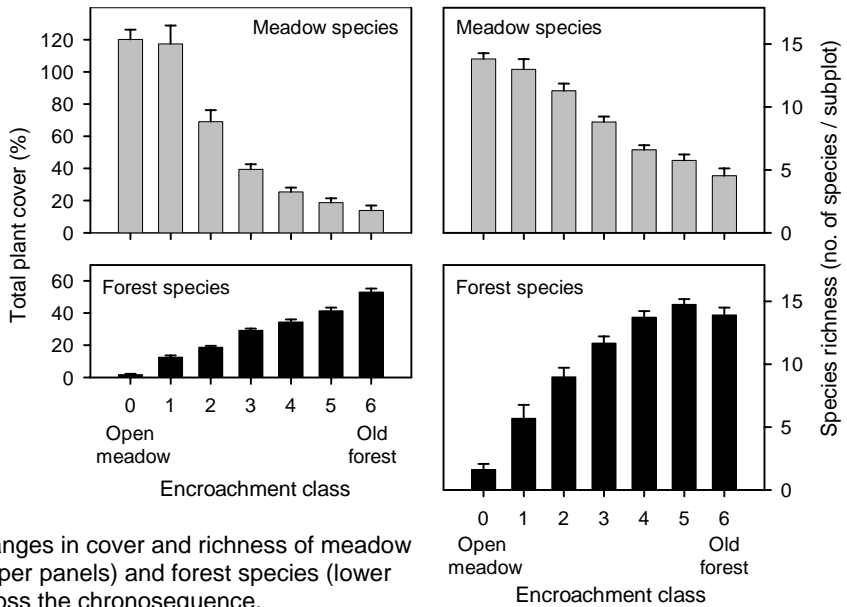 Meadow species
120
100
80
60
40
20
0
Total plant cover (%)
Forest species
60
40
20
0
0 1 2 3 4 5 6
Open meadow
Old forest
Encroachment class
Meadow species
15
10
5
0
Species richness (no. of species / subplot)
Forest species
15
10
5
0
0 1 2 3 4 5 6
Open meadow
Old forest
Encroachment class
in cover and richness of meadow
panels) and forest species (lower
the chronosequence.